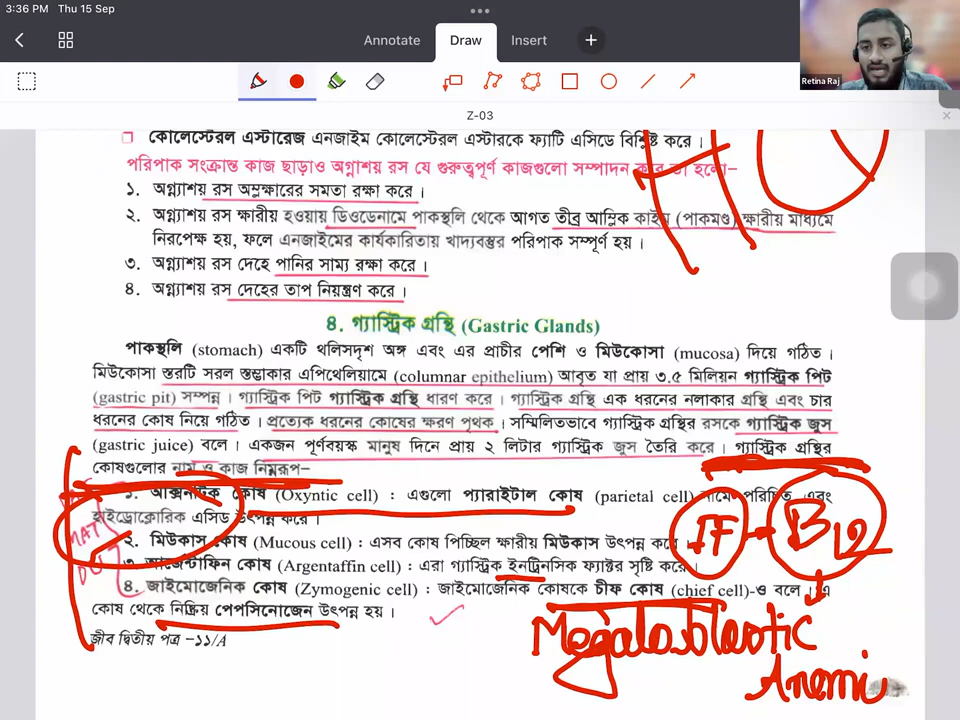 3:36 PM Thu 15 Sep
Annotate Draw Insert
Retina Raj
Z-03
কোলেস্টেরল এস্টারেজ এনজাইম কোলেস্টেরল এস্টারকে ফ্যাটি এসিডে বিশ্লিষ্ট করে।
পরিপাক সংক্রান্ত কাজ ছাড়াও অগ্নাশয় রস যে গুরুত্বপূর্ণ কাজগুলো সম্পাদন করে তা হলো–
১. অগ্ন্যাশয় রস অম্লক্ষারের সমতা রক্ষা করে।
২. অগ্ন্যাশয় রস ক্ষারীয় হওয়ায় ডিওডেনামে পাকস্থলি থেকে আগত তীব্র আম্লিক কাইম (পাকমণ্ড) ক্ষারীয় মাধ্যমে
নিরপেক্ষ হয়, ফলে এনজাইমের কার্যকারিতায় খাদ্যবস্তুর পরিপাক সম্পূর্ণ হয়।
৩. অগ্ন্যাশয় রস দেহে পানির সাম্য রক্ষা করে।
৪. অগ্ন্যাশয় রস দেহের তাপ নিয়ন্ত্রণ করে।
৪. গ্যাস্ট্রিক গ্রন্থি (Gastric Glands)
পাকস্থলি (stomach) একটি থলিসদৃশ অঙ্গ এবং এর প্রাচীর পেশি ও মিউকোসা (mucosa) দিয়ে গঠিত।
মিউকোসা স্তরটি সরল স্তম্ভাকার এপিথেলিয়ামে (columnar epithelium) আবৃত যা প্রায় ৩.৫ মিলিয়ন গ্যাস্ট্রিক পিট
(gastric pit) সম্পন্ন। গ্যাস্ট্রিক পিট গ্যাস্ট্রিক গ্রন্থি ধারণ করে। গ্যাস্ট্রিক গ্রন্থি এক ধরনের নলাকার গ্রন্থি এবং চার
ধরনের কোষ নিয়ে গঠিত। প্রত্যেক ধরনের কোষের ক্ষরণ পৃথক। সম্মিলিতভাবে গ্যাস্ট্রিক গ্রন্থির রসকে গ্যাস্ট্রিক জুস
(gastric juice) বলে। একজন পূর্ণবয়স্ক মানুষ দিনে প্রায় ২ লিটার গ্যাস্ট্রিক জুস তৈরি করে। গ্যাস্ট্রিক গ্রন্থির
কোষগুলোর নাম ও কাজ নিম্নরূপ–
১. অক্সিনটিক কোষ (Oxyntic cell) : এগুলো প্যারাইটাল কোষ (parietal cell) নামে পরিচিত এবং
হাইড্রোক্লোরিক এসিড উৎপন্ন করে।
MAT
২. মিউকাস কোষ (Mucous cell) : এসব কোষ পিচ্ছিল ক্ষারীয় মিউকাস উৎপন্ন করে।
IF B12
৩. আর্জেন্টাফিন কোষ (Argentaffin cell) : এরা গ্যাস্ট্রিক ইনট্রিনসিক ফ্যাক্টর সৃষ্টি করে।
৪. জাইমোজেনিক কোষ (Zymogenic cell) : জাইমোজেনিক কোষকে চীফ কোষ (chief cell)-ও বলে। এ
কোষ থেকে নিষ্ক্রিয় পেপসিনোজেন উৎপন্ন হয়।
Megaloblastic
জীব দ্বিতীয় পত্র -১১/A
Anemi